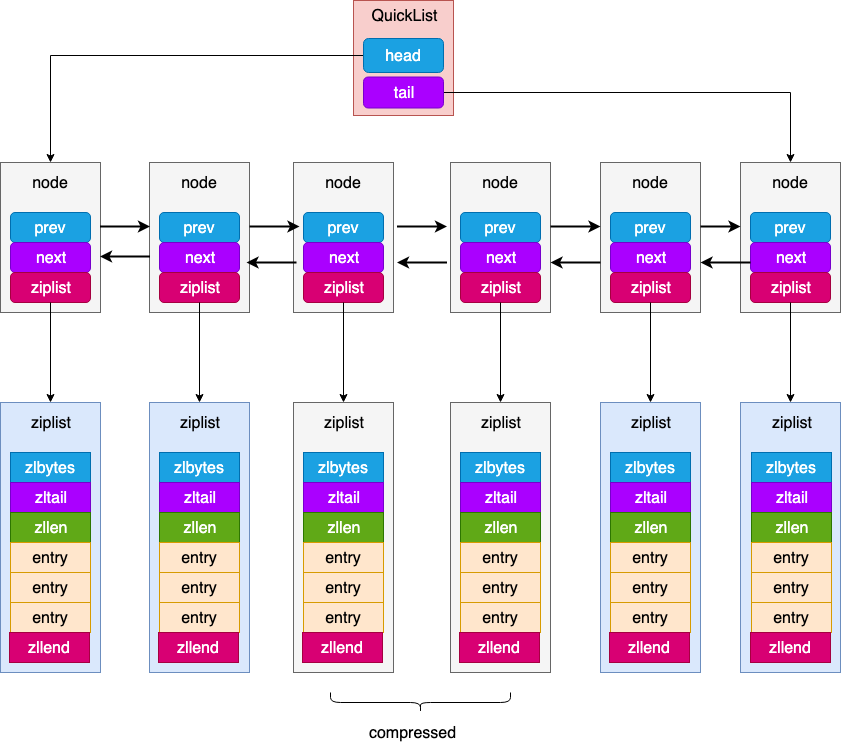 QuickList
head
tail
node node node node node node
prev prev prev prev prev prev
next next next next next next
ziplist ziplist ziplist ziplist ziplist ziplist
ziplist ziplist ziplist ziplist ziplist ziplist
zlbytes zlbytes zlbytes zlbytes zlbytes zlbytes
zltail zltail zltail zltail zltail zltail
zllen zllen zllen zllen zllen zllen
entry entry entry entry entry entry
entry entry entry entry entry entry
entry entry entry entry entry entry
zllend zllend zllend zllend zllend zllend
compressed